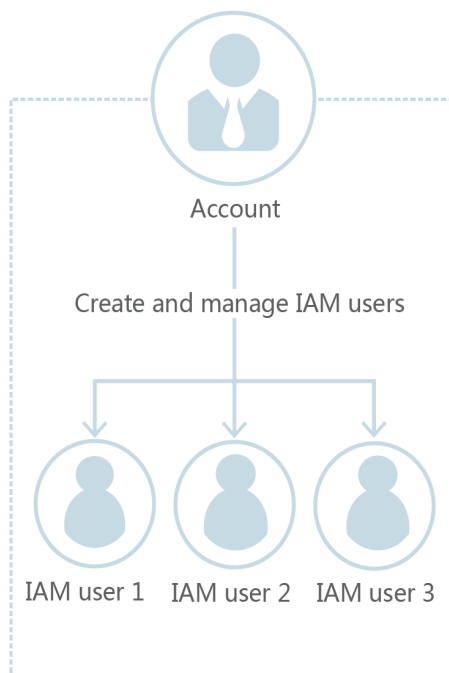 Account
Create and manage IAM users
IAM user 1 IAM user 2 IAM user 3